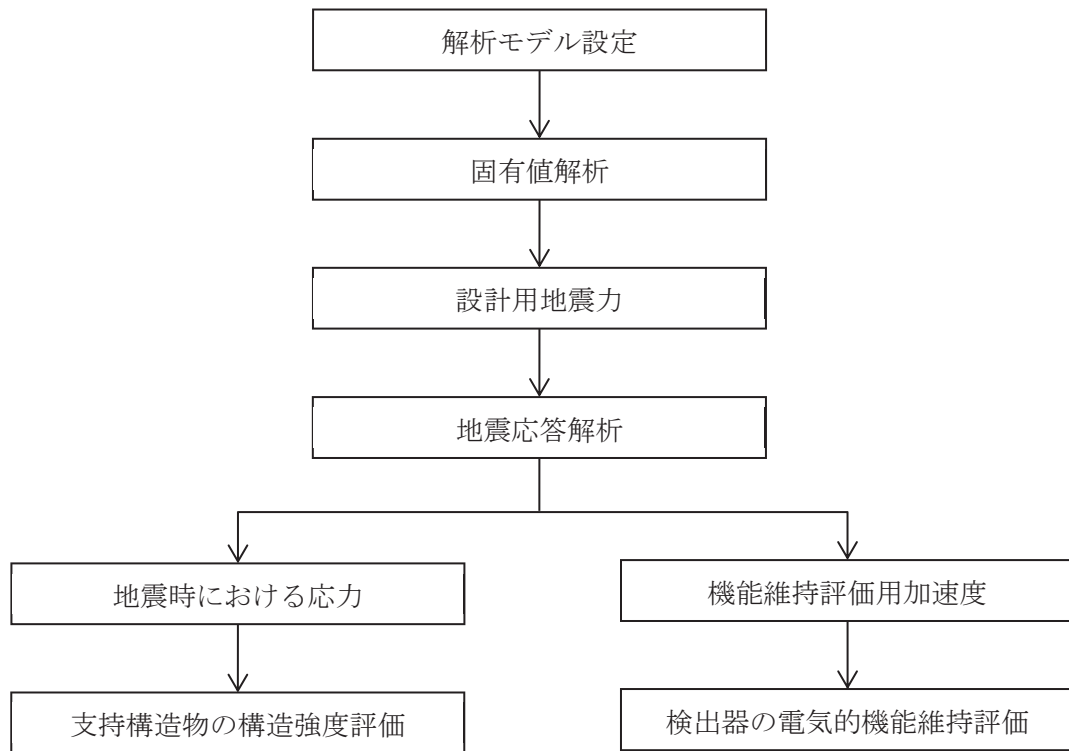 解析モデル設定
固有値解析
設計用地震力
地震応答解析
地震時における応力
機能維持評価用加速度
支持構造物の構造強度評価
検出器の電気的機能維持評価